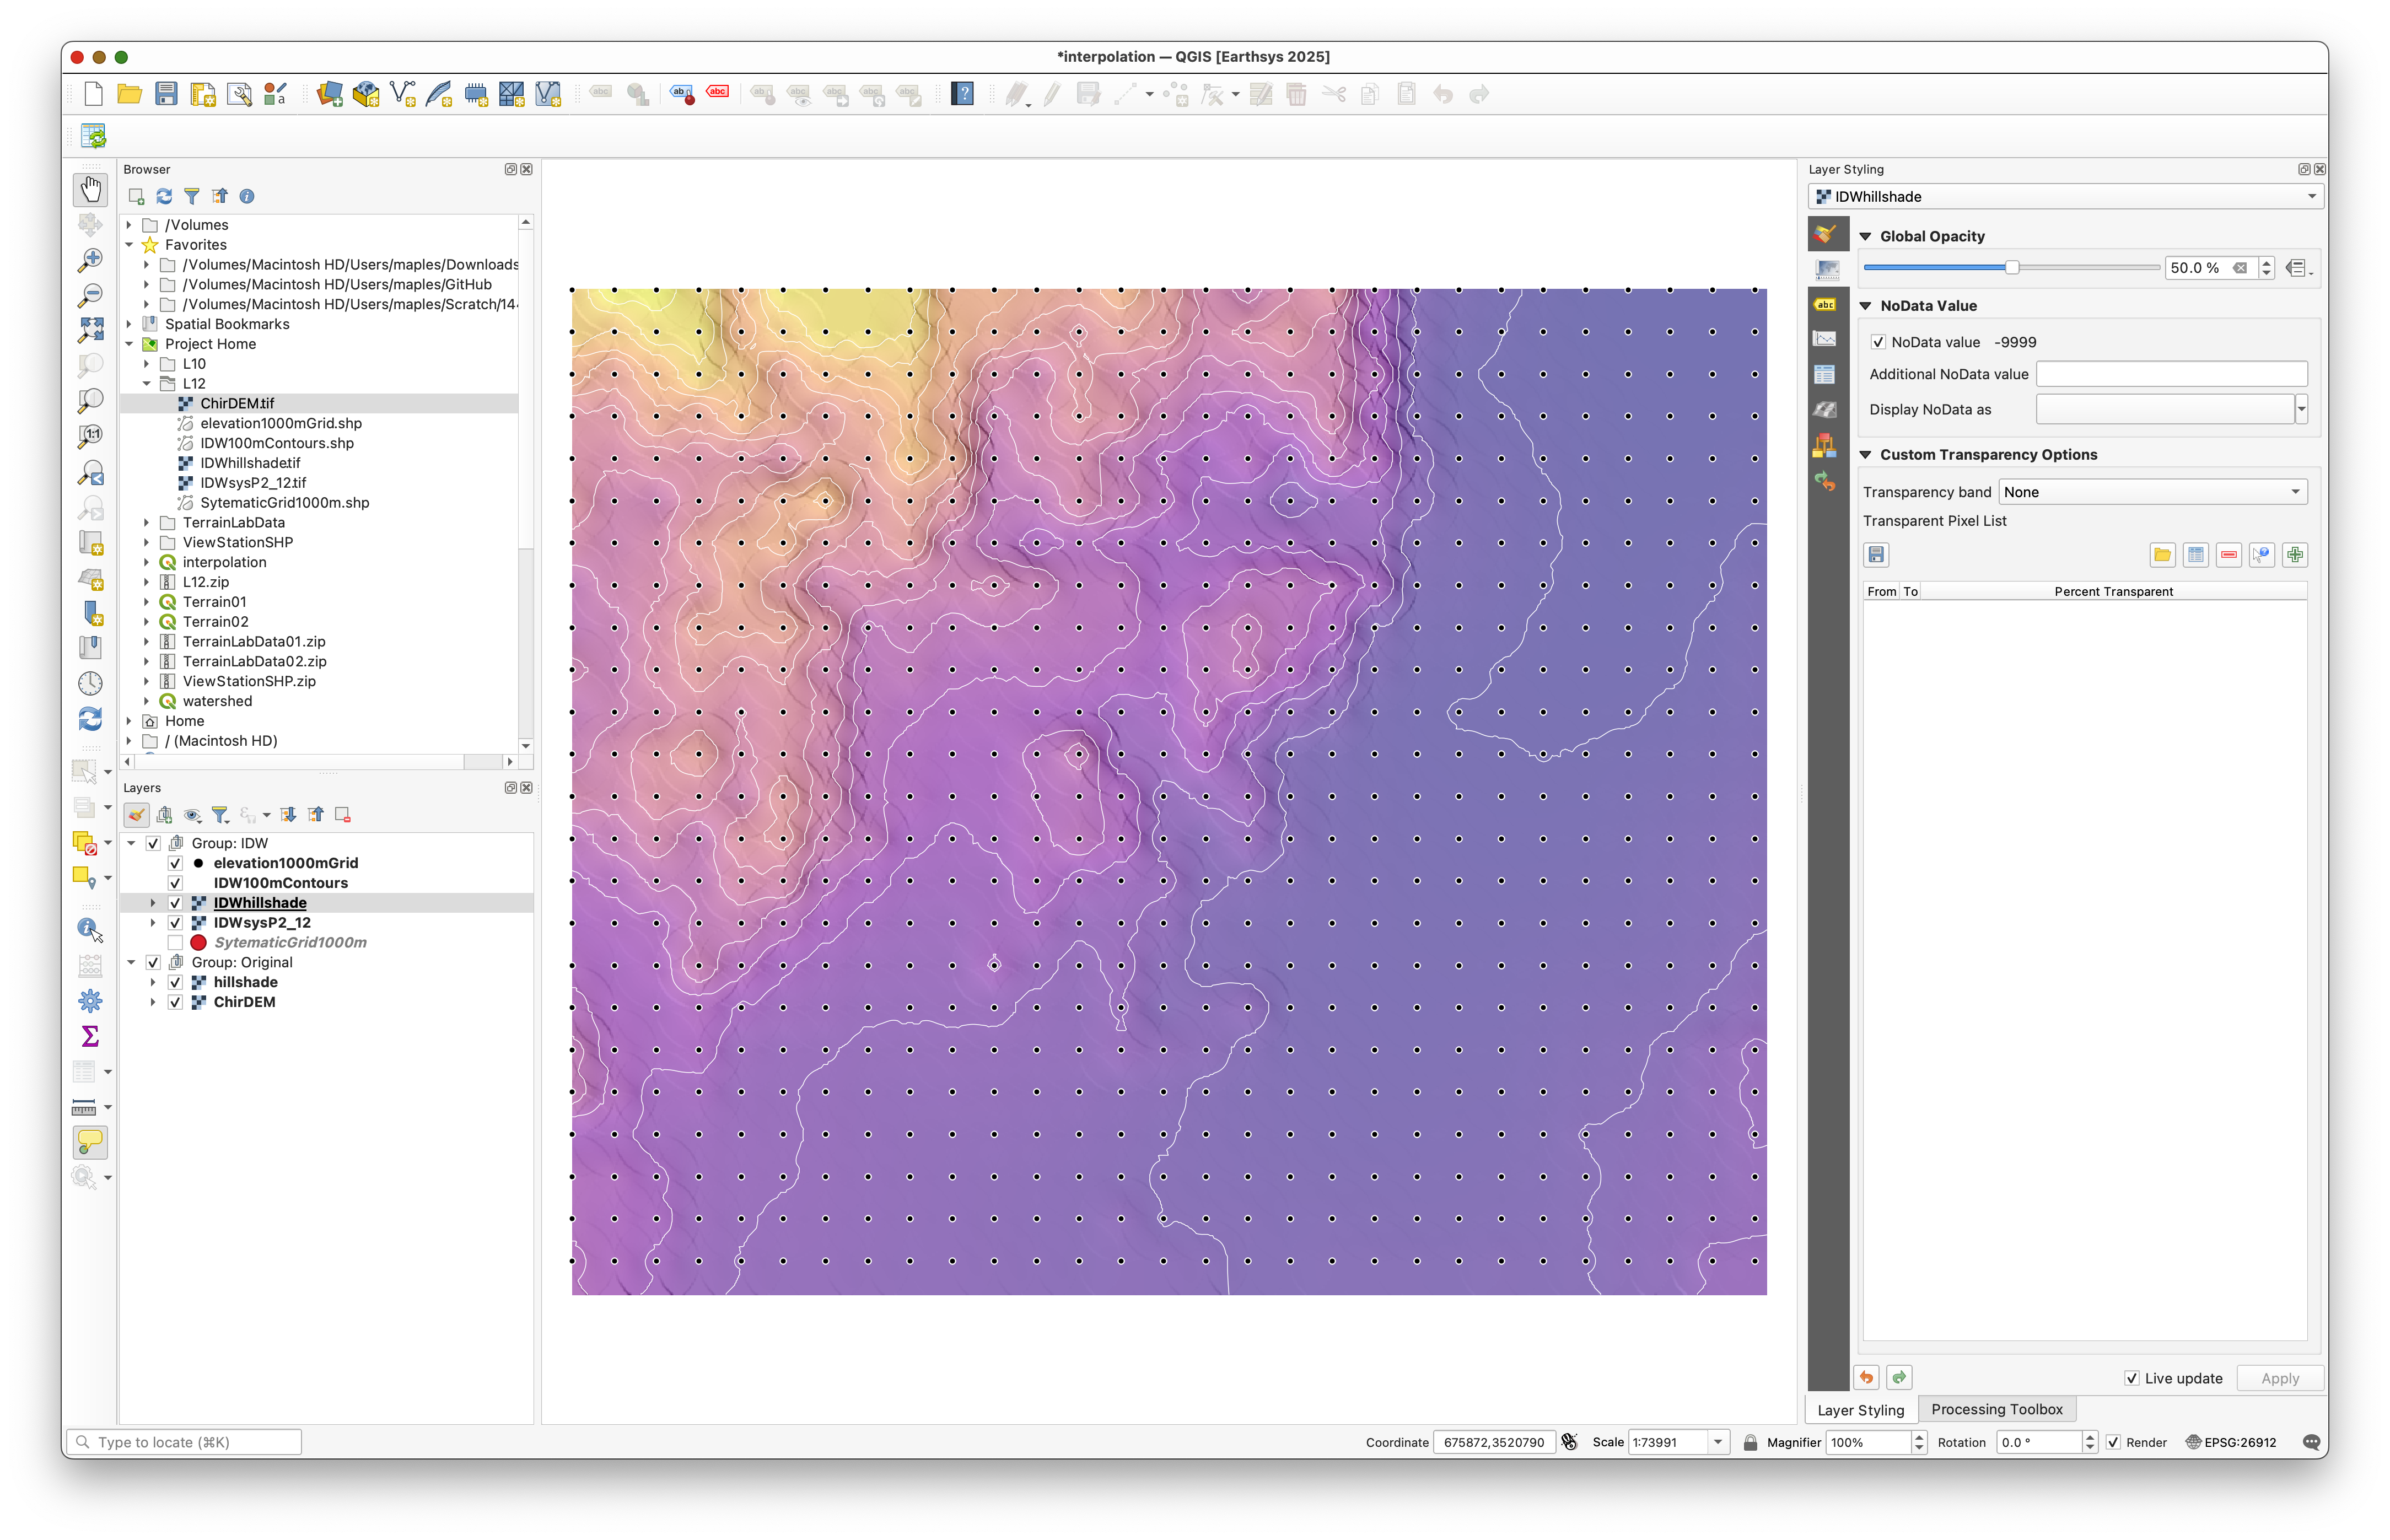 *interpolation — QGIS [Earthsys 2025]
Browser
/Volumes
Favorites
/Volumes/Macintosh HD/Users/maples/Downloads
/Volumes/Macintosh HD/Users/maples/GitHub
/Volumes/Macintosh HD/Users/maples/Scratch/14
Spatial Bookmarks
Project Home
L10
L12
ChirDEM.tif
elevation1000mGrid.shp
IDW100mContours.shp
IDWhillshade.tif
IDWsysP2_12.tif
SytematicGrid1000m.shp
TerrainLabData
ViewStationSHP
interpolation
L12.zip
Terrain01
Terrain02
TerrainLabData01.zip
TerrainLabData02.zip
ViewStationSHP.zip
watershed
Home
/ (Macintosh HD)
Layers
Group: IDW
elevation1000mGrid
IDW100mContours
IDWhillshade
IDWsysP2_12
SytematicGrid1000m
Group: Original
hillshade
ChirDEM
Layer Styling
IDWhillshade
Global Opacity
50.0 %
NoData Value
NoData value -9999
Additional NoData value
Display NoData as
Custom Transparency Options
Transparency band None
Transparent Pixel List
From To Percent Transparent
Live update Apply
Layer Styling Processing Toolbox
Type to locate (⌘K) Coordinate 675872,3520790 Scale 1:73991 Magnifier 100% Rotation 0.0 ° Render EPSG:26912